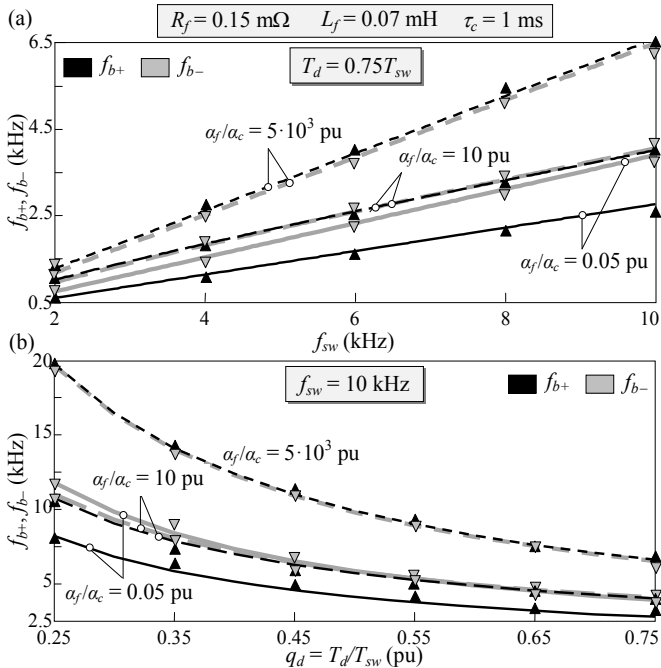 R_f = 0.15 mΩ L_f = 0.07 mH τ_c = 1 ms
(a)
6.5
4.5
2.5
0.5
f_b+, f_b− (kHz)
f_b+ f_b−
T_d = 0.75T_sw
α_f/α_c = 5·10³ pu
α_f/α_c = 10 pu
α_f/α_c = 0.05 pu
2 4 6 8 10
f_sw (kHz)
(b)
20
15
10
5
2.5
f_b+, f_b− (kHz)
f_sw = 10 kHz
f_b+ f_b−
α_f/α_c = 5·10³ pu
α_f/α_c = 10 pu
α_f/α_c = 0.05 pu
0.25 0.35 0.45 0.55 0.65 0.75
q_d = T_d/T_sw (pu)